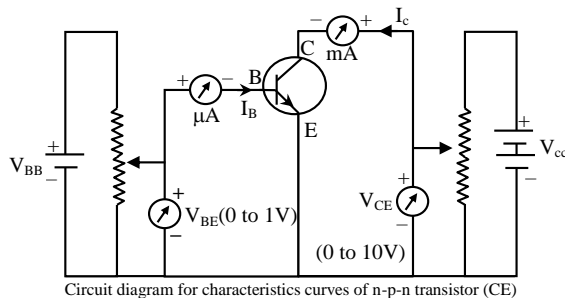 − + I_c
C mA
+ − B
μA I_B
E
+ V_BB −
+ V_BE(0 to 1V) −
+ V_CE −
(0 to 10V)
+ V_cc −
Circuit diagram for characteristics curves of n-p-n transistor (CE)